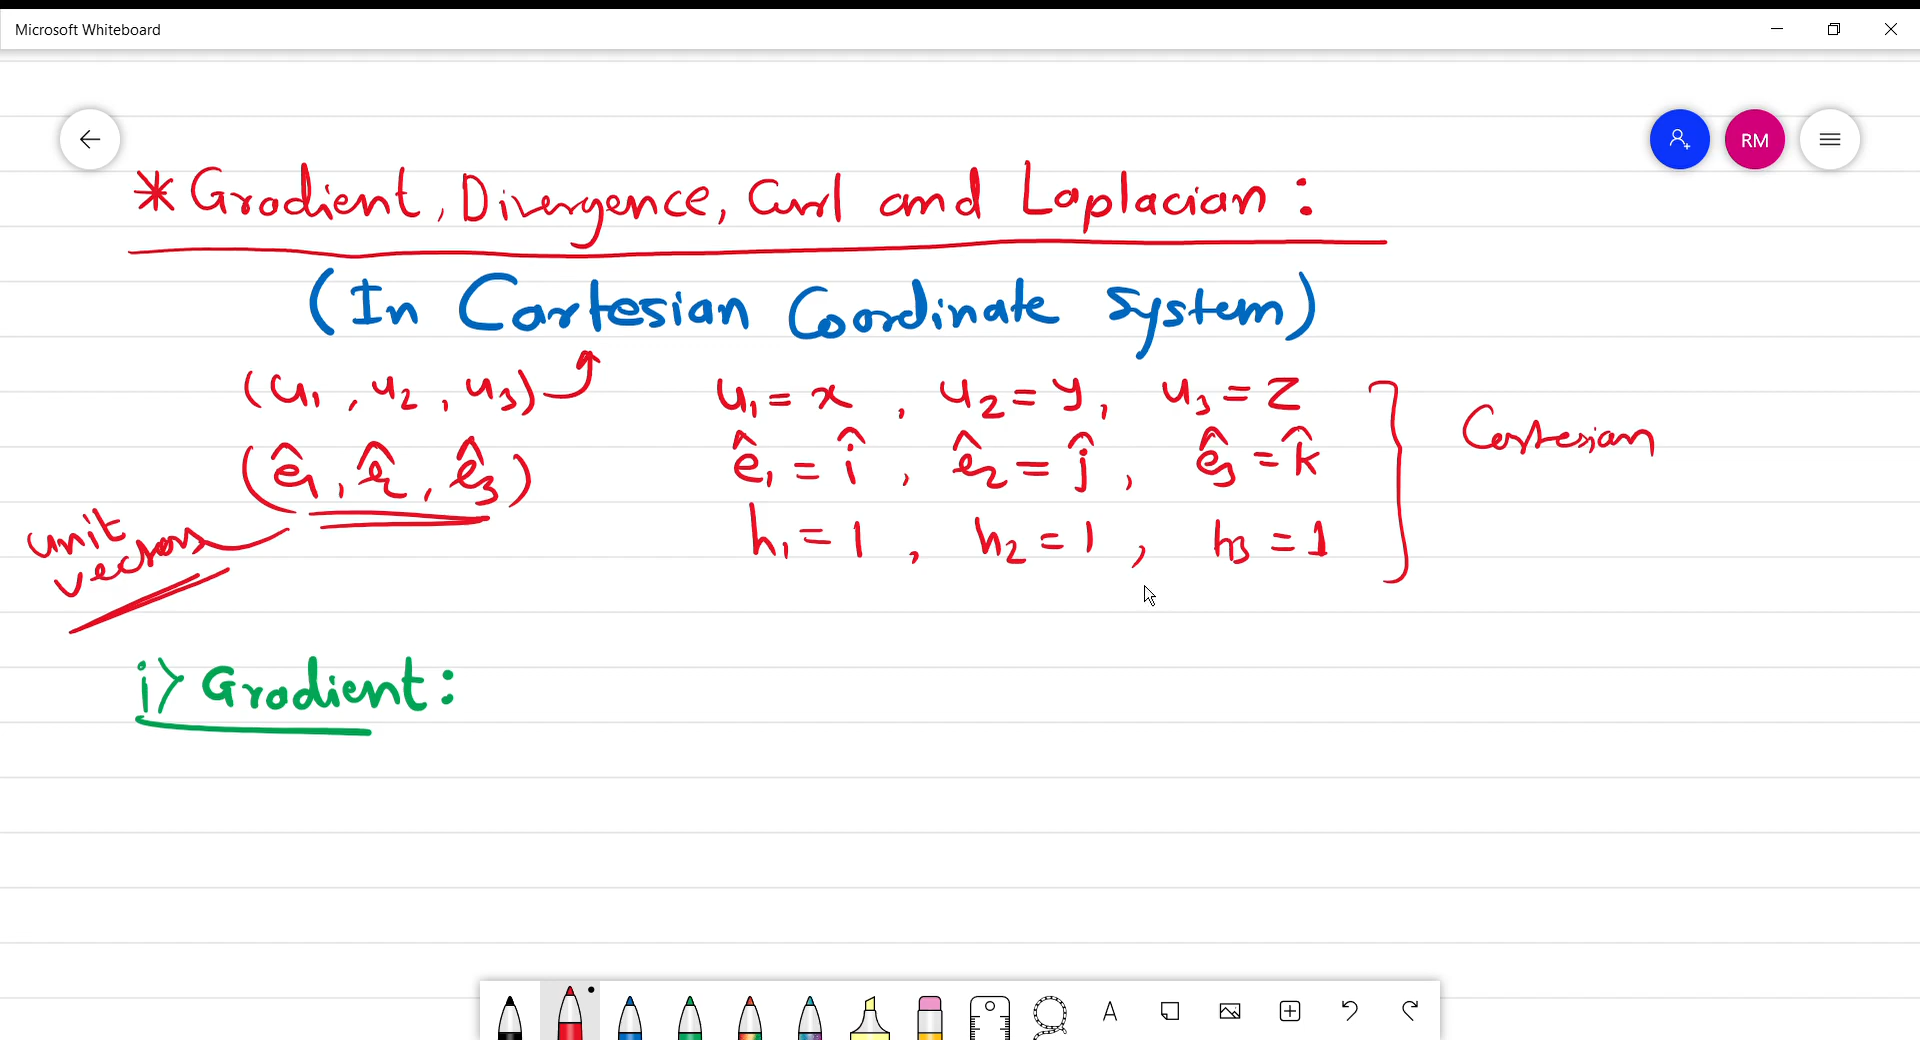 Microsoft Whiteboard
RM
* Gradient, Divergence, Curl and Laplacian :
(In Cartesian Coordinate System)
(u₁, u₂, u₃)
u₁ = x , u₂ = y, u₃ = z
Cartesian
(ê₁, ê₂, ê₃)
ê₁ = î , ê₂ = ĵ , ê₃ = k̂
unit vectors
h₁ = 1 , h₂ = 1 , h₃ = 1
i> Gradient :
A